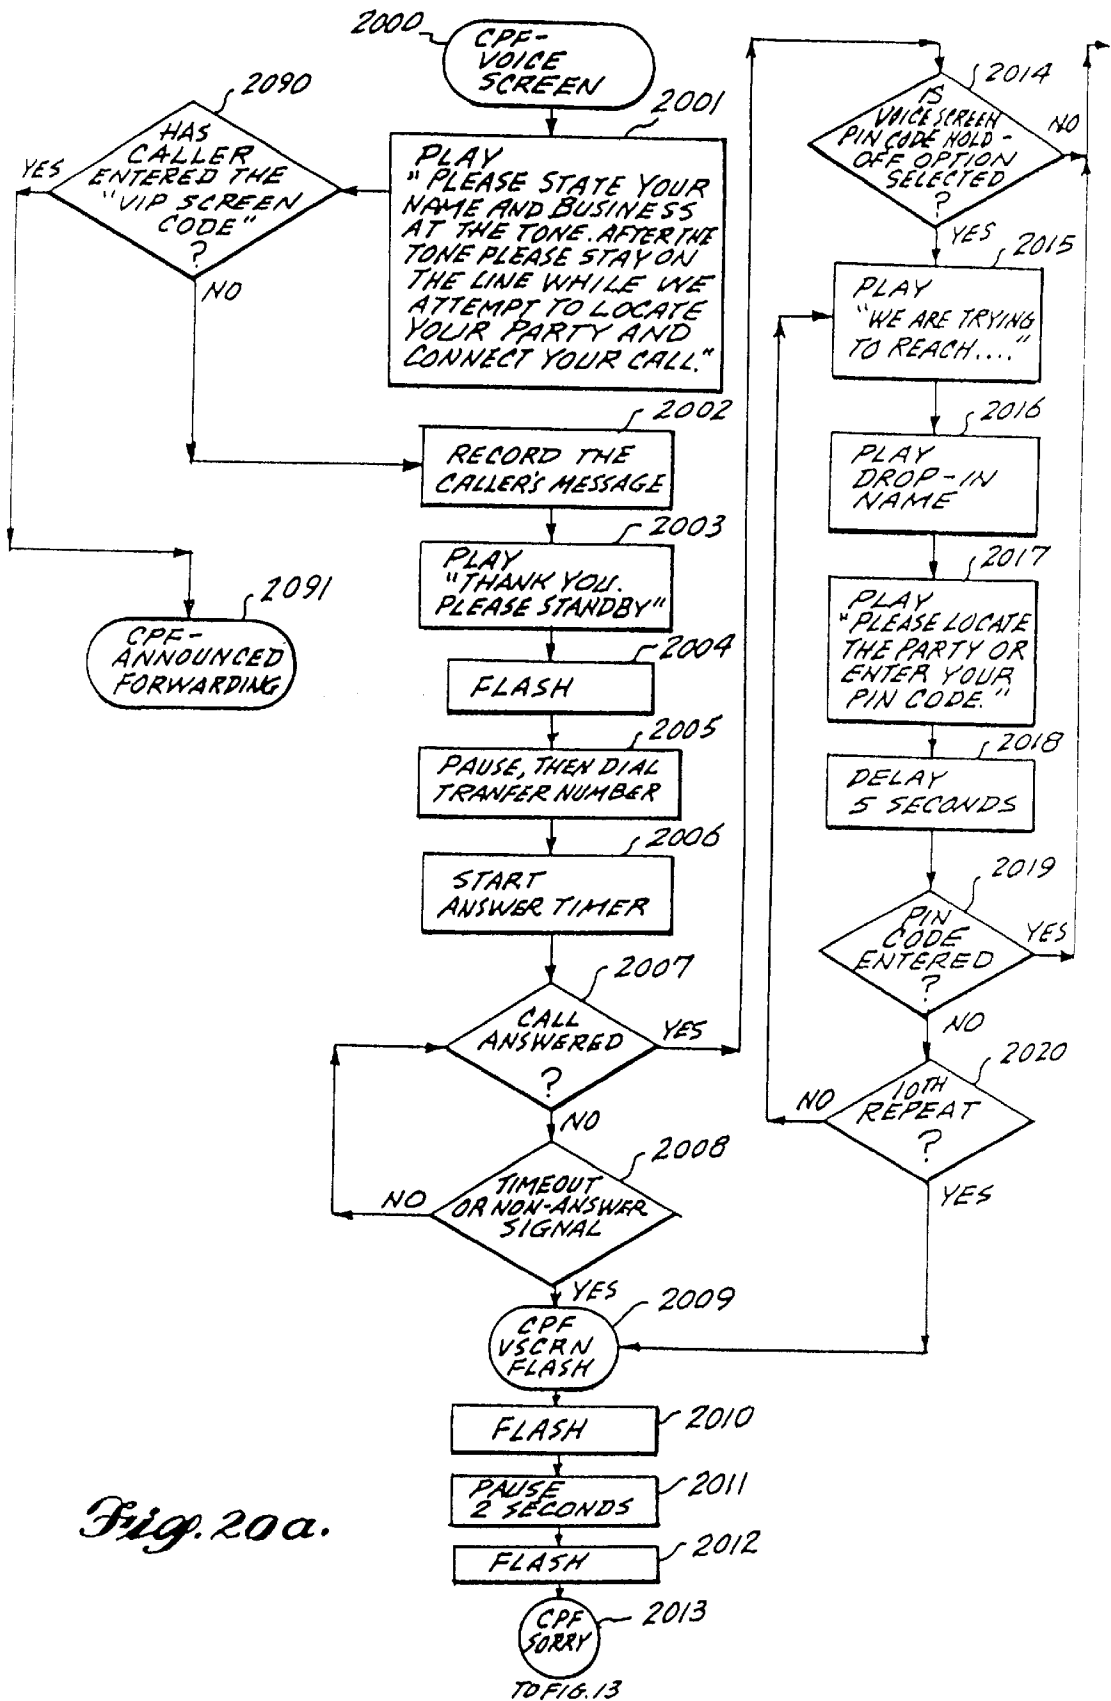 2000
CPF-
VOICE
SCREEN
2001
PLAY
"PLEASE STATE YOUR
NAME AND BUSINESS
AT THE TONE. AFTER THE
TONE PLEASE STAY ON
THE LINE WHILE WE
ATTEMPT TO LOCATE
YOUR PARTY AND
CONNECT YOUR CALL."
2090
HAS
CALLER
ENTERED THE
"VIP SCREEN
CODE"
?
YES
NO
2091
CPF-
ANNOUNCED
FORWARDING
2002
RECORD THE
CALLER'S MESSAGE
2003
PLAY
"THANK YOU.
PLEASE STANDBY"
2004
FLASH
2005
PAUSE, THEN DIAL
TRANFER NUMBER
2006
START
ANSWER TIMER
2007
CALL
ANSWERED
?
YES
NO
2008
TIMEOUT
OR NON-ANSWER
SIGNAL
NO
YES
2009
CPF
VSCRN
FLASH
2010
FLASH
2011
PAUSE
2 SECONDS
2012
FLASH
2013
CPF
SORRY
TO FIG. 13
2014
IS
VOICE SCREEN
PIN CODE HOLD-
OFF OPTION
SELECTED
?
NO
YES
2015
PLAY
"WE ARE TRYING
TO REACH...."
2016
PLAY
DROP-IN
NAME
2017
PLAY
"PLEASE LOCATE
THE PARTY OR
ENTER YOUR
PIN CODE."
2018
DELAY
5 SECONDS
2019
PIN
CODE
ENTERED
?
YES
NO
2020
10TH
REPEAT
?
NO
YES
Fig. 20a.